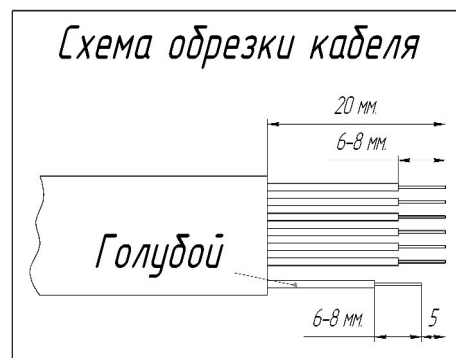 Схема обрезки кабеля
20 мм.
6-8 мм.
Голубой
6-8 мм. 5